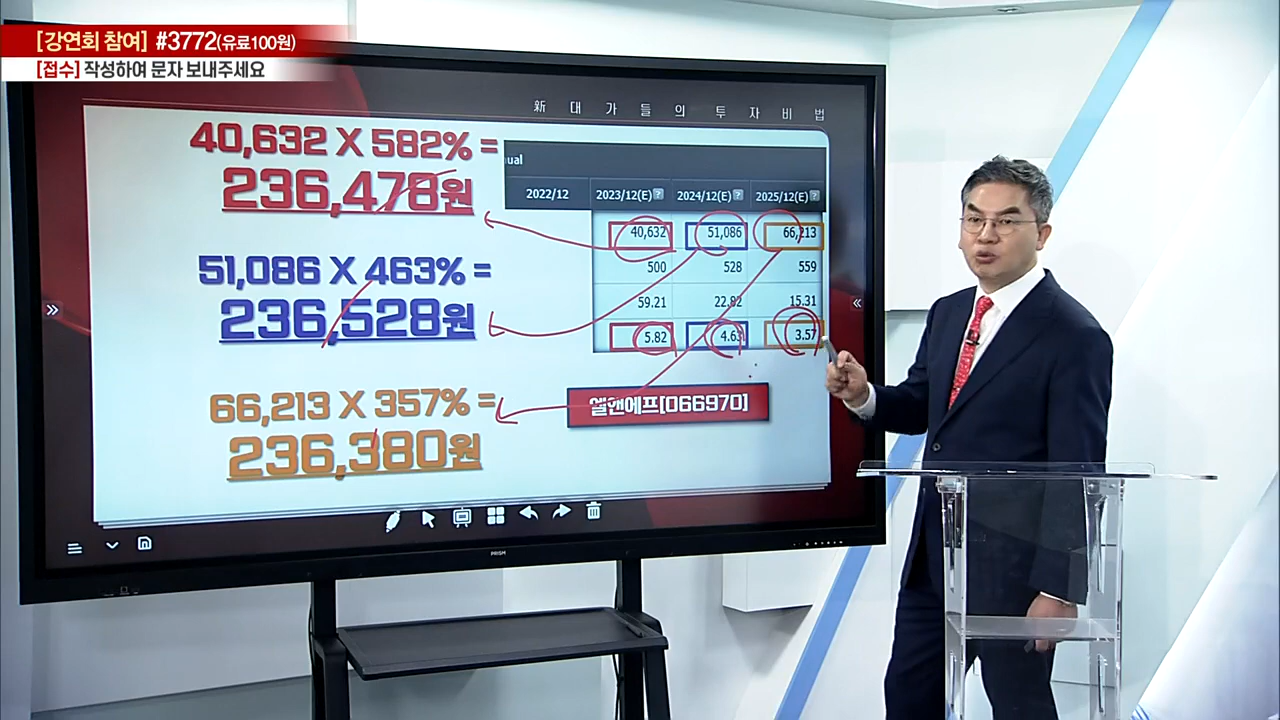 [강연회 참여] #3772(유료100원)
[접수] 작성하여 문자 보내주세요
新 대 가 들 의 투 자 비 법
40,632 X 582% =
236,478원
51,086 X 463% =
236,528원
66,213 X 357% =
236,380원
nual
2022/12 2023/12(E) ? 2024/12(E) ? 2025/12(E) ?
40,632 51,086 66,213
500 528 559
59.21 22.82 15.31
5.82 4.63 3.57
엘앤에프[066970]
PRISM